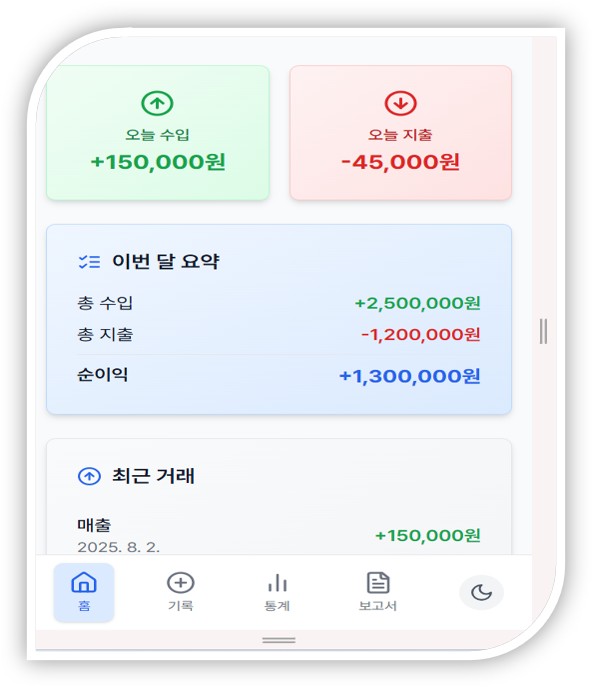 오늘 수입
+150,000원
오늘 지출
-45,000원
이번 달 요약
총 수입 +2,500,000원
총 지출 -1,200,000원
순이익 +1,300,000원
최근 거래
매출
+150,000원
2025. 8. 2.
홈 기록 통계 보고서